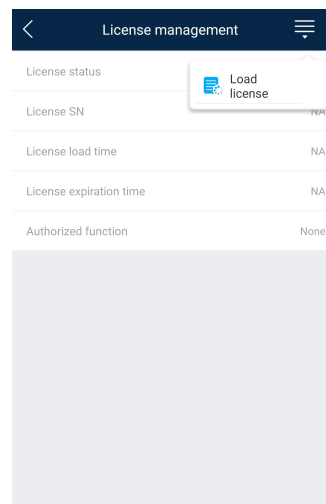 License management
License status
Load
license
License SN
NA
License load time
NA
License expiration time
NA
Authorized function
None